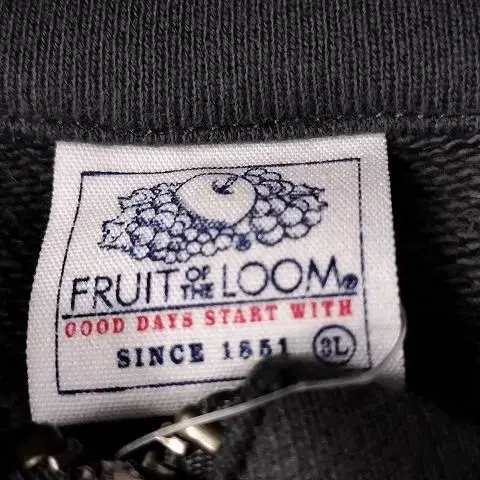 FRUIT OF THE LOOM®
GOOD DAYS START WITH
SINCE 1851 3L